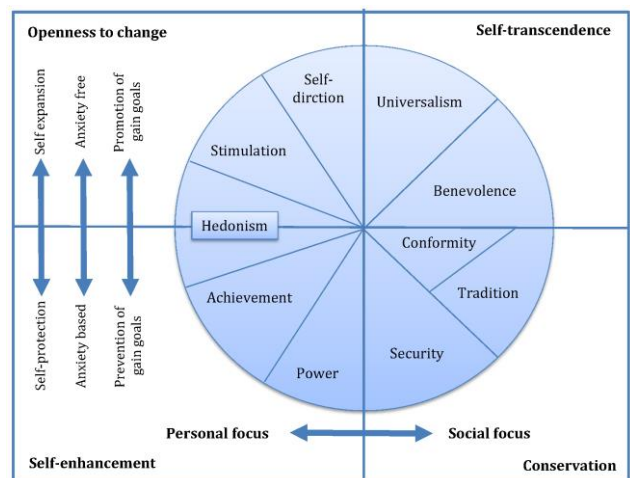 Openness to change
Self-transcendence
Self expansion
Anxiety free
Promotion of
gain goals
Self-
dirction
Universalism
Stimulation
Benevolence
Hedonism
Conformity
Achievement
Tradition
Security
Power
Self-protection
Anxiety based
Prevention of
gain goals
Personal focus
Social focus
Self-enhancement
Conservation